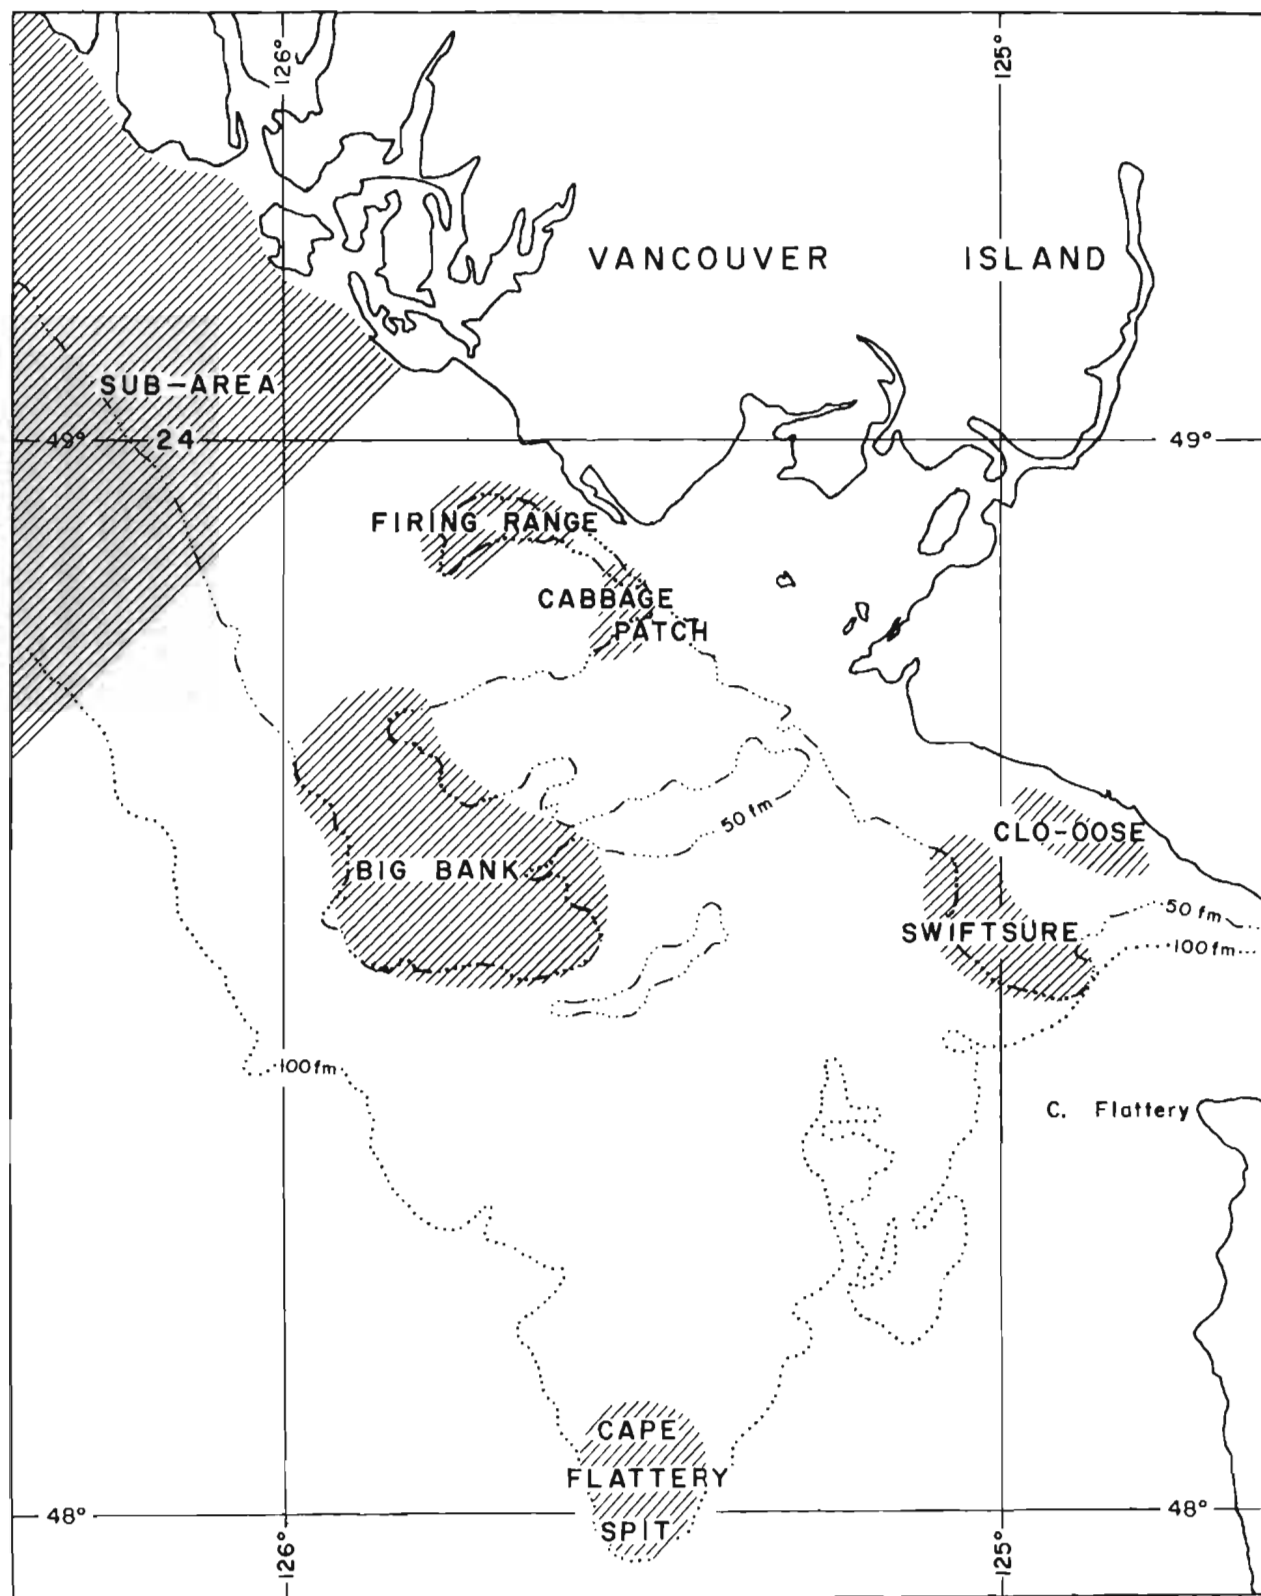 126°
125°
VANCOUVER ISLAND
SUB-AREA
24
49°
49°
FIRING RANGE
CABBAGE
PATCH
50 fm
CLO-OOSE
BIG BANK
SWIFTSURE
50 fm
100 fm
100 fm
C. Flattery
CAPE
FLATTERY
SPIT
48°
48°
126°
125°